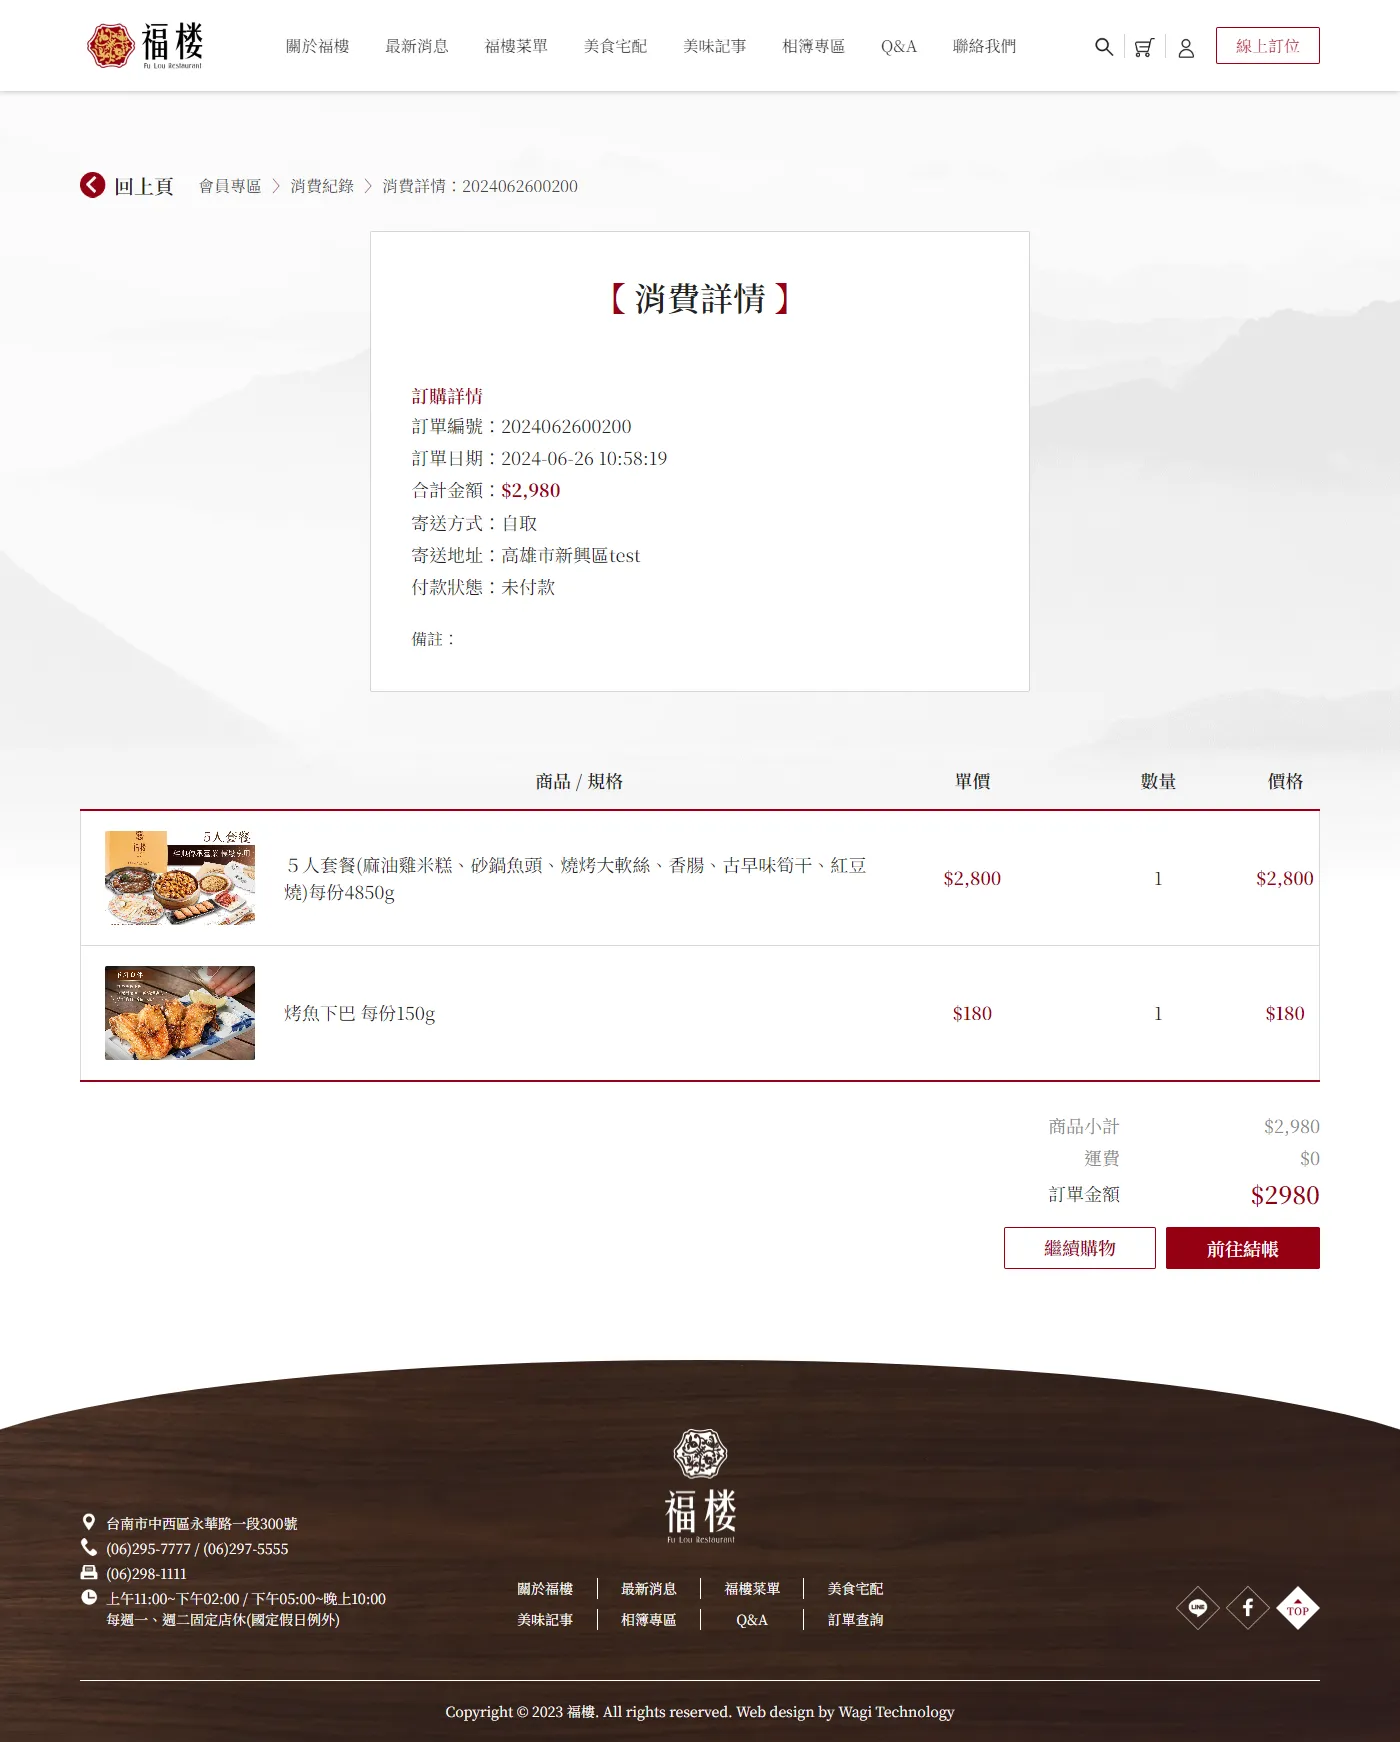 福楼
Fu Lou Restaurant
關於福樓 最新消息 福樓菜單 美食宅配 美味記事 相簿專區 Q&A 聯絡我們
線上訂位
回上頁 會員專區 〉 消費紀錄 〉 消費詳情：2024062600200
【 消費詳情 】
訂購詳情
訂單編號：2024062600200
訂單日期：2024-06-26 10:58:19
合計金額：$2,980
寄送方式：自取
寄送地址：高雄市新興區test
付款狀態：未付款
備註：
商品 / 規格 單價 數量 價格
5人套餐
５人套餐(麻油雞米糕、砂鍋魚頭、燒烤大軟絲、香腸、古早味筍干、紅豆
燒)每份4850g
$2,800 1 $2,800
烤魚下巴 每份150g $180 1 $180
商品小計 $2,980
運費 $0
訂單金額 $2980
繼續購物 前往結帳
福楼
Fu Lou Restaurant
台南市中西區永華路一段300號
(06)295-7777 / (06)297-5555
(06)298-1111
上午11:00~下午02:00 / 下午05:00~晚上10:00
每週一、週二固定店休(國定假日例外)
關於福樓 最新消息 福樓菜單 美食宅配
美味記事 相簿專區 Q&A 訂單查詢
LINE
TOP
Copyright © 2023 福樓. All rights reserved. Web design by Wagi Technology